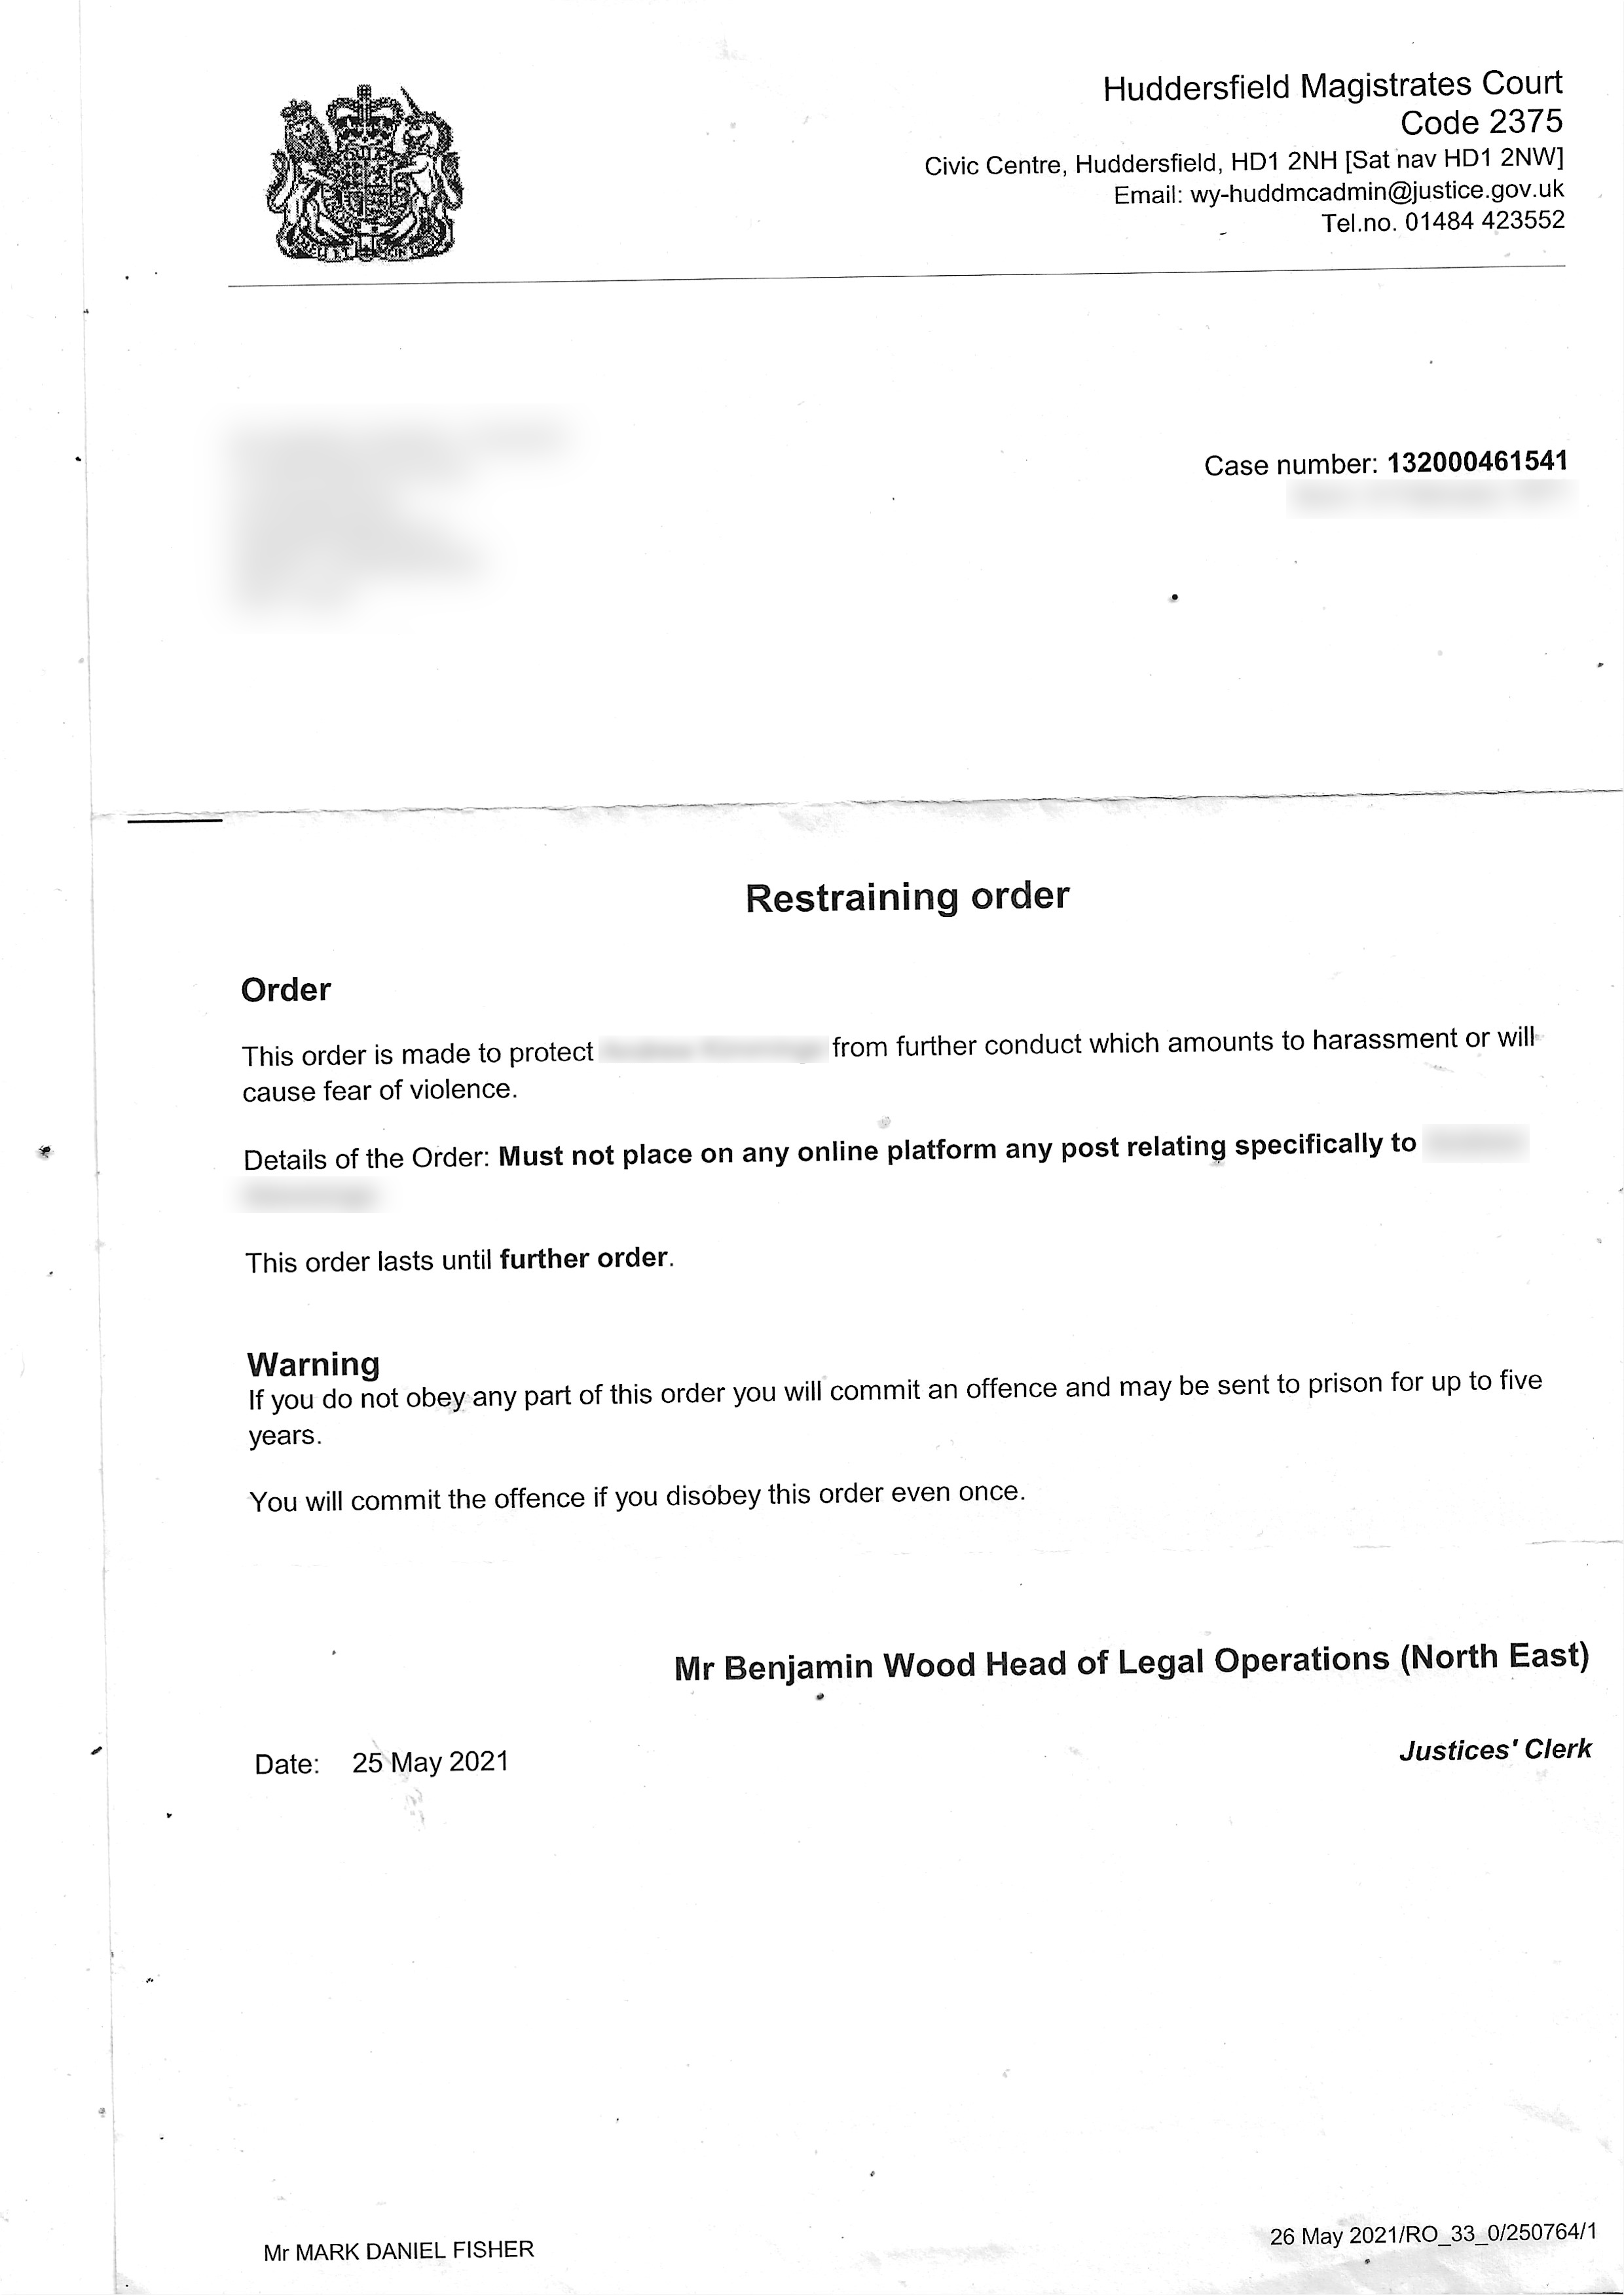 Huddersfield Magistrates Court
Code 2375
Civic Centre, Huddersfield, HD1 2NH [Sat nav HD1 2NW]
Email: wy-huddmcadmin@justice.gov.uk
Tel.no. 01484 423552
Case number: 132000461541
Restraining order
Order
This order is made to protect from further conduct which amounts to harassment or will
cause fear of violence.
Details of the Order: Must not place on any online platform any post relating specifically to
This order lasts until further order.
Warning
If you do not obey any part of this order you will commit an offence and may be sent to prison for up to five
years.
You will commit the offence if you disobey this order even once.
Mr Benjamin Wood Head of Legal Operations (North East)
Justices' Clerk
Date: 25 May 2021
Mr MARK DANIEL FISHER
26 May 2021/RO_33_0/250764/1